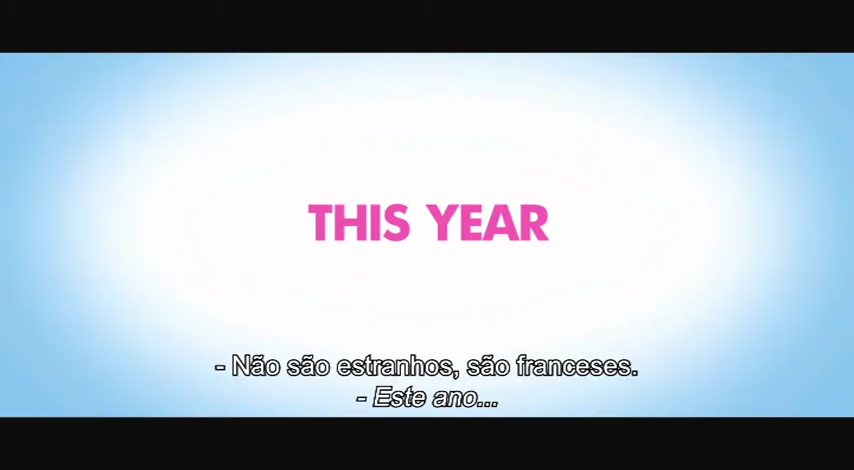 THIS YEAR
- Não são estranhos, são franceses.
- Este ano...